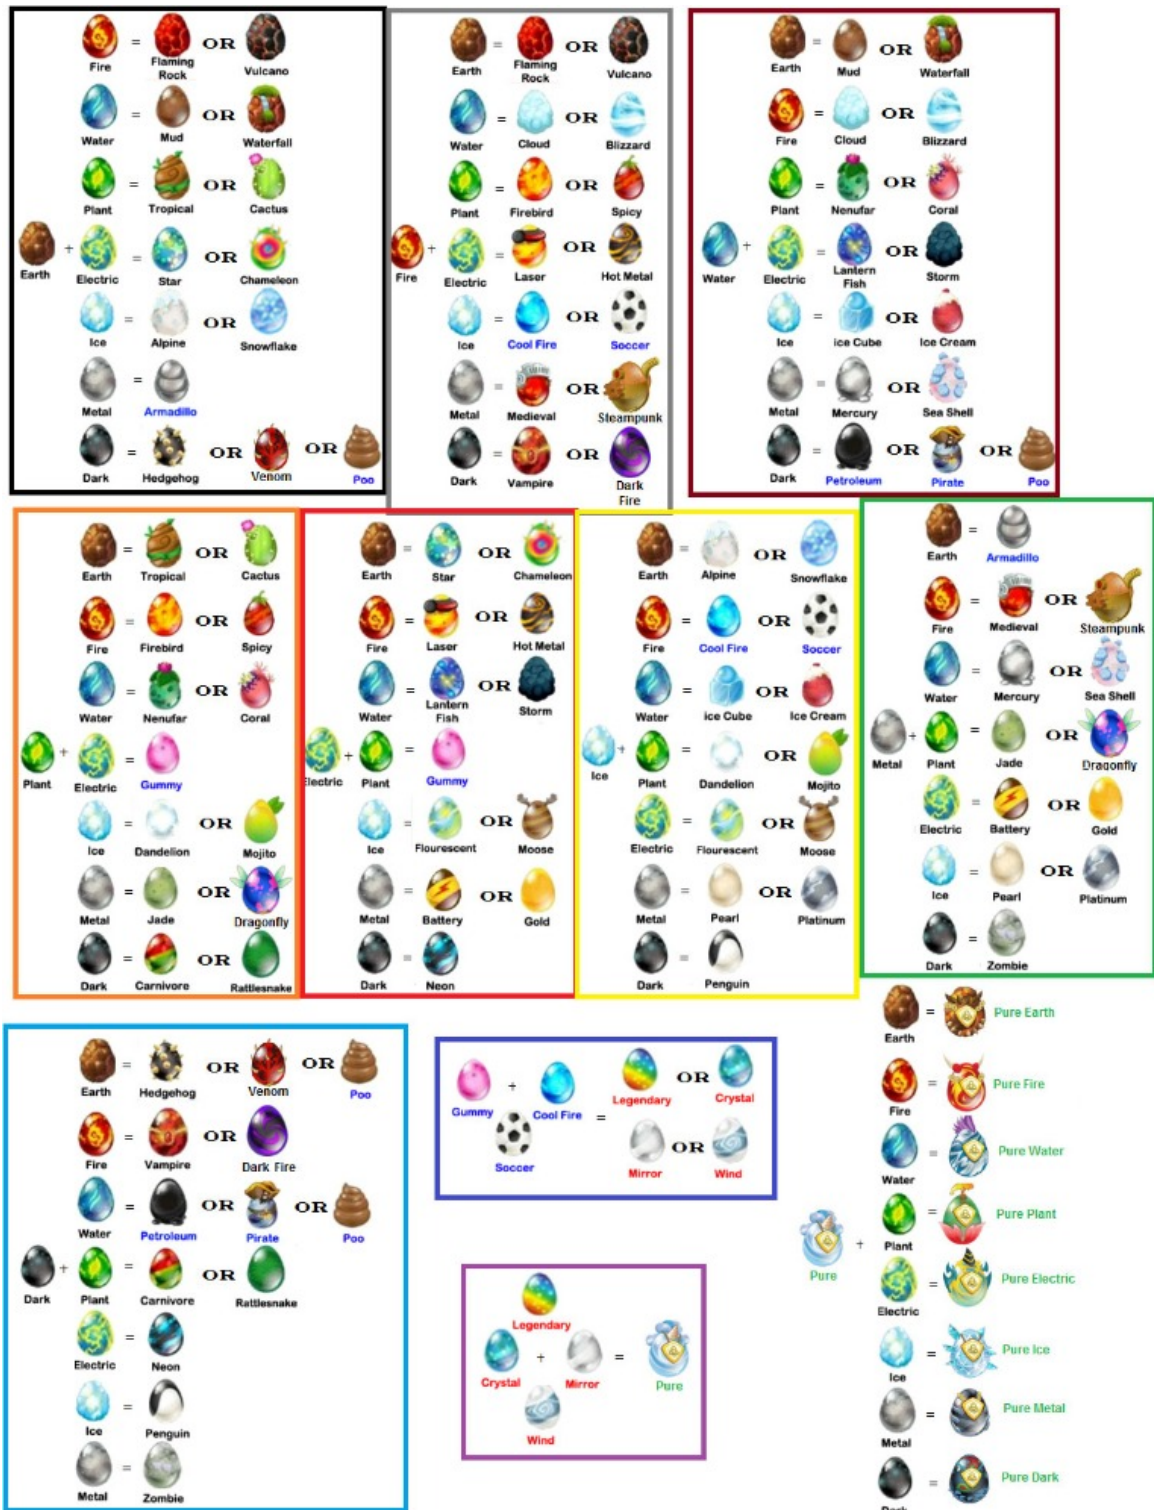 = OR
Fire Flaming Rock Vulcano
= OR
Water Mud Waterfall
= OR
Plant Tropical Cactus
Earth + = OR
Electric Star Chameleon
= OR
Ice Alpine Snowflake
=
Metal Armadillo
= OR OR
Dark Hedgehog Venom Poo
= OR
Earth Flaming Rock Vulcano
= OR
Water Cloud Blizzard
= OR
Plant Firebird Spicy
Fire + = OR
Electric Laser Hot Metal
= OR
Ice Cool Fire Soccer
= OR
Metal Medieval Steampunk
= OR
Dark Vampire Dark Fire
= OR
Earth Mud Waterfall
= OR
Fire Cloud Blizzard
= OR
Plant Nenufar Coral
Water + = OR
Electric Lantern Fish Storm
= OR
Ice ice Cube Ice Cream
= OR
Metal Mercury Sea Shell
= OR OR
Dark Petroleum Pirate Poo
= OR
Earth Tropical Cactus
= OR
Fire Firebird Spicy
= OR
Water Nenufar Coral
Plant + =
Electric Gummy
= OR
Ice Dandelion Mojito
= OR
Metal Jade Dragonfly
= OR
Dark Carnivore Rattlesnake
= OR
Earth Star Chameleon
= OR
Fire Laser Hot Metal
= OR
Water Lantern Fish Storm
Electric + =
Plant Gummy
= OR
Ice Flourescent Moose
= OR
Metal Battery Gold
=
Dark Neon
= OR
Earth Alpine Snowflake
= OR
Fire Cool Fire Soccer
= OR
Water ice Cube Ice Cream
Ice + = OR
Plant Dandelion Mojito
= OR
Electric Flourescent Moose
= OR
Metal Pearl Platinum
=
Dark Penguin
=
Earth Armadillo
= OR
Fire Medieval Steampunk
= OR
Water Mercury Sea Shell
Metal + = OR
Plant Jade Dragonfly
= OR
Electric Battery Gold
= OR
Ice Pearl Platinum
=
Dark Zombie
= OR OR
Earth Hedgehog Venom Poo
= OR
Fire Vampire Dark Fire
= OR OR
Water Petroleum Pirate Poo
Dark + = OR
Plant Carnivore Rattlesnake
=
Electric Neon
=
Ice Penguin
=
Metal Zombie
+ = OR
Gummy Cool Fire Legendary Crystal
OR
Soccer Mirror Wind
Legendary
+ =
Crystal Mirror Pure
Wind
= Pure Earth
Earth
= Pure Fire
Fire
= Pure Water
Water
= Pure Plant
Plant
Pure +
= Pure Electric
Electric
= Pure Ice
Ice
= Pure Metal
Metal
= Pure Dark
Dark